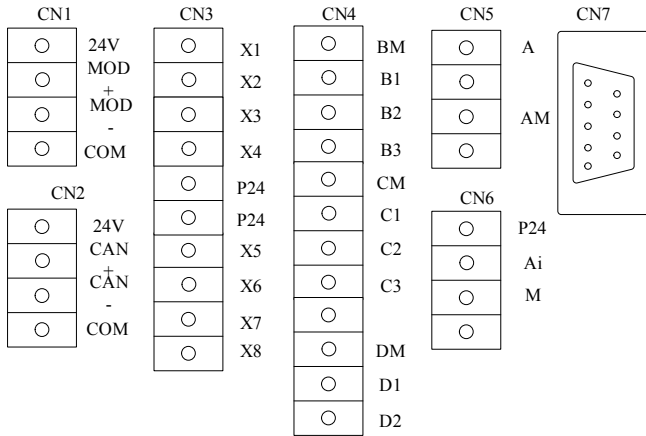 CN1
24V
MOD
+
MOD
-
COM
CN2
24V
CAN
+
CAN
-
COM
CN3
X1
X2
X3
X4
P24
P24
X5
X6
X7
X8
CN4
BM
B1
B2
B3
CM
C1
C2
C3
DM
D1
D2
CN5
A
AM
CN6
P24
Ai
M
CN7